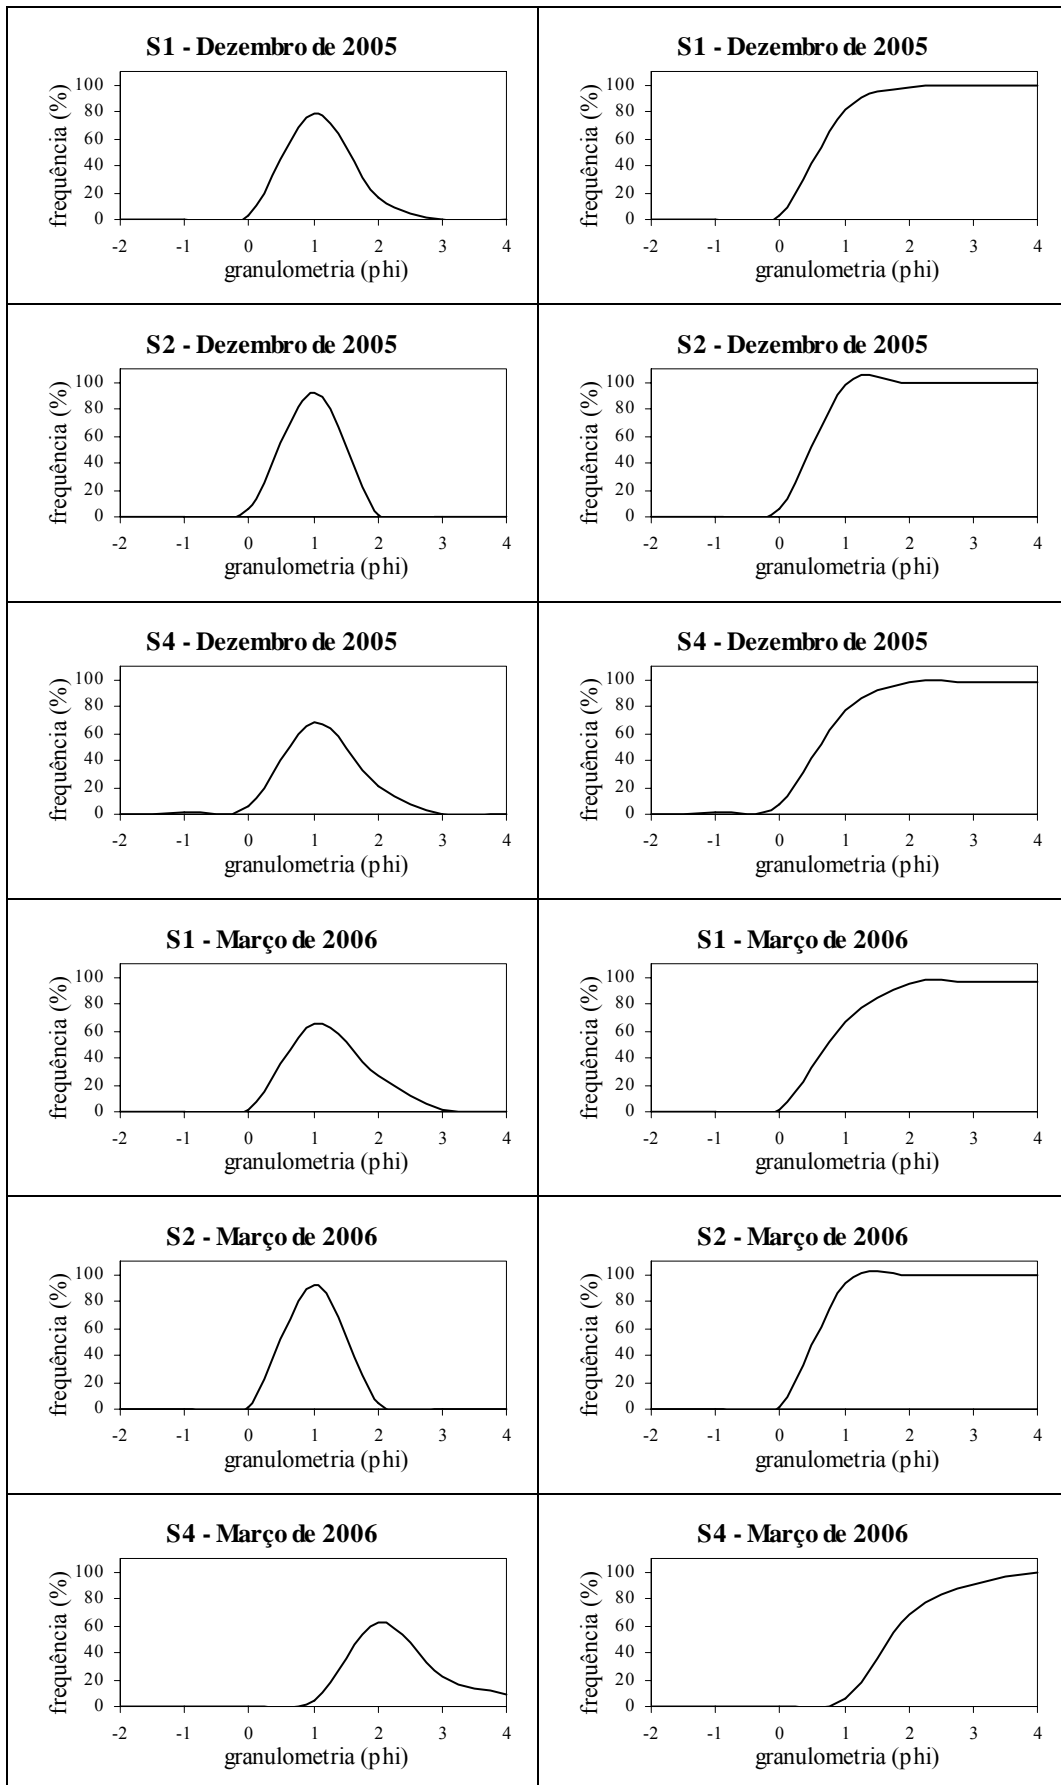 S1 - Dezembro de 2005
frequência (%)
100
80
60
40
20
0
-2 -1 0 1 2 3 4
granulometria (phi)
S1 - Dezembro de 2005
frequência (%)
100
80
60
40
20
0
-2 -1 0 1 2 3 4
granulometria (phi)
S2 - Dezembro de 2005
frequência (%)
100
80
60
40
20
0
-2 -1 0 1 2 3 4
granulometria (phi)
S2 - Dezembro de 2005
frequência (%)
100
80
60
40
20
0
-2 -1 0 1 2 3 4
granulometria (phi)
S4 - Dezembro de 2005
frequência (%)
100
80
60
40
20
0
-2 -1 0 1 2 3 4
granulometria (phi)
S4 - Dezembro de 2005
frequência (%)
100
80
60
40
20
0
-2 -1 0 1 2 3 4
granulometria (phi)
S1 - Março de 2006
frequência (%)
100
80
60
40
20
0
-2 -1 0 1 2 3 4
granulometria (phi)
S1 - Março de 2006
frequência (%)
100
80
60
40
20
0
-2 -1 0 1 2 3 4
granulometria (phi)
S2 - Março de 2006
frequência (%)
100
80
60
40
20
0
-2 -1 0 1 2 3 4
granulometria (phi)
S2 - Março de 2006
frequência (%)
100
80
60
40
20
0
-2 -1 0 1 2 3 4
granulometria (phi)
S4 - Março de 2006
frequência (%)
100
80
60
40
20
0
-2 -1 0 1 2 3 4
granulometria (phi)
S4 - Março de 2006
frequência (%)
100
80
60
40
20
0
-2 -1 0 1 2 3 4
granulometria (phi)